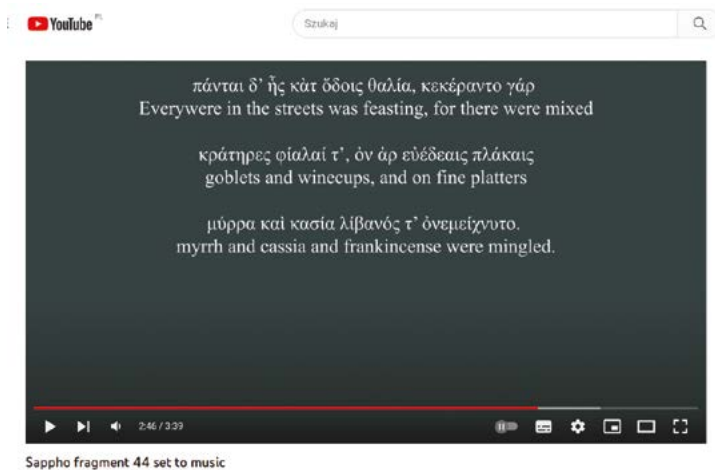 YouTube PL
Szukaj
πάνται δ’ ἦς κὰτ ὄδοις θαλία, κεκέραντο γάρ
Everywere in the streets was feasting, for there were mixed
κράτηρες φίαλαί τ’, ὀν ἀρ εὐέδεαις πλάκαις
goblets and winecups, and on fine platters
μύρρα καὶ κασία λίβανός τ’ ὀνεμείχνυτο.
myrrh and cassia and frankincense were mingled.
2:46 / 3:39
Sappho fragment 44 set to music